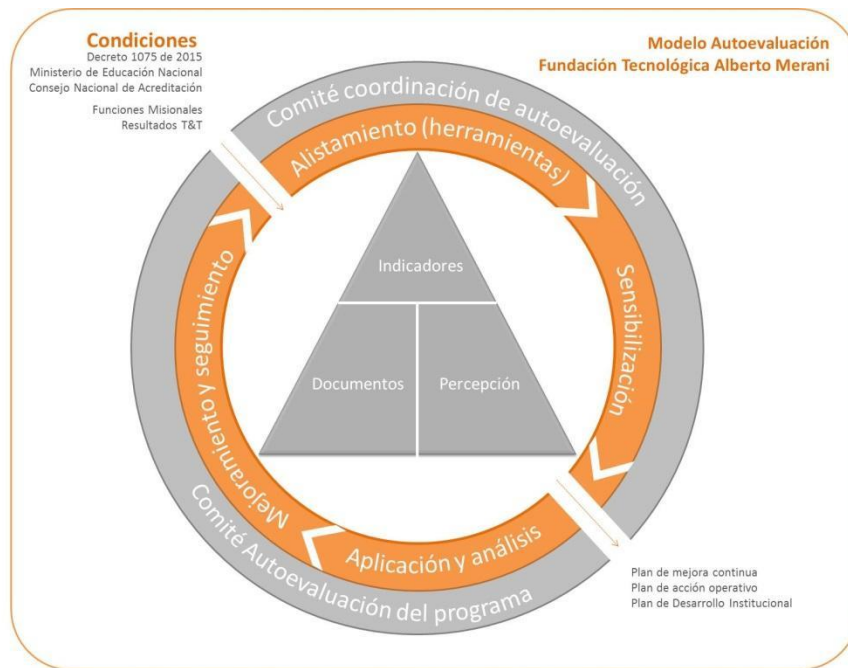 Condiciones
Decreto 1075 de 2015
Ministerio de Educación Nacional
Consejo Nacional de Acreditación
Funciones Misionales
Resultados T&T
Modelo Autoevaluación
Fundación Tecnológica Alberto Merani
Comité coordinación de autoevaluación
Alistamiento (herramientas)
Sensibilización
Aplicación y análisis
Mejoramiento y seguimiento
Comité Autoevaluación del programa
Indicadores
Documentos
Percepción
Plan de mejora continua
Plan de acción operativo
Plan de Desarrollo Institucional